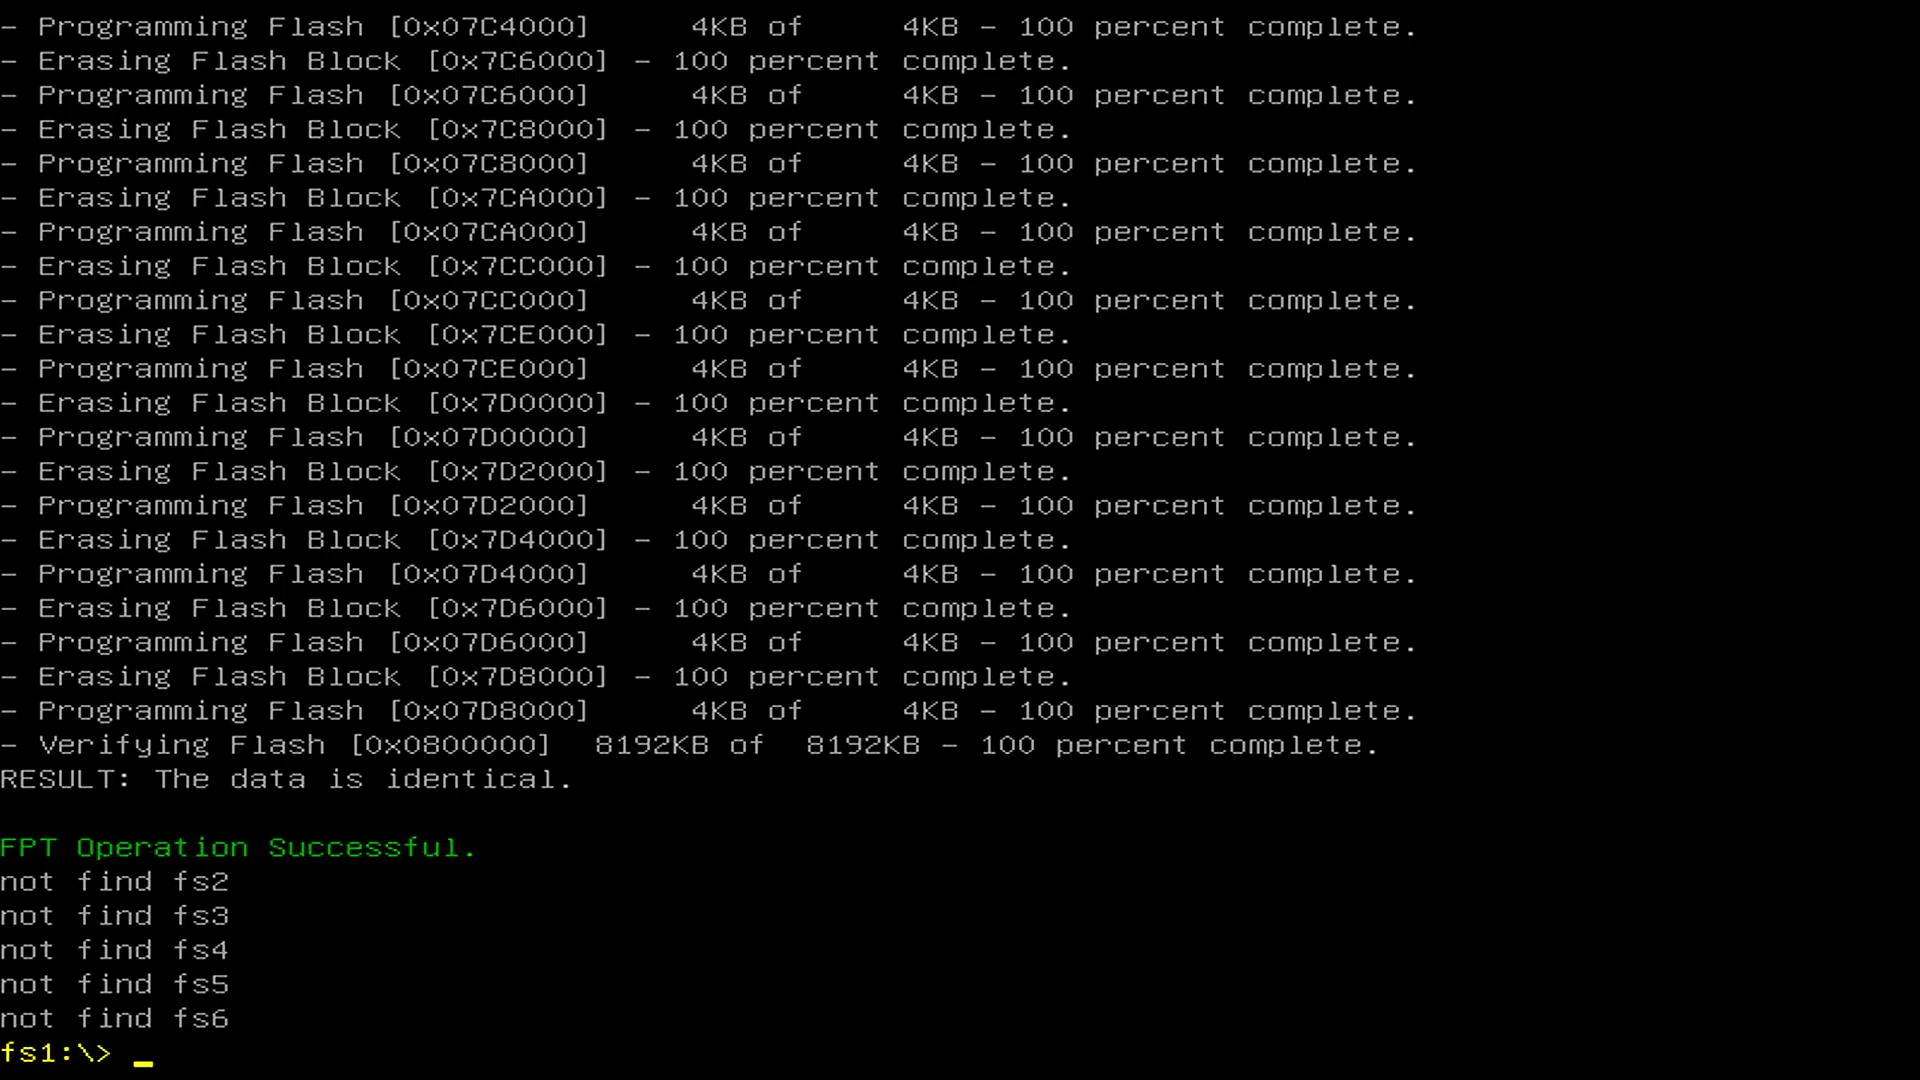 - Programming Flash [0x07C4000]     4KB of     4KB - 100 percent complete.
- Erasing Flash Block [0x7C6000] - 100 percent complete.
- Programming Flash [0x07C6000]     4KB of     4KB - 100 percent complete.
- Erasing Flash Block [0x7C8000] - 100 percent complete.
- Programming Flash [0x07C8000]     4KB of     4KB - 100 percent complete.
- Erasing Flash Block [0x7CA000] - 100 percent complete.
- Programming Flash [0x07CA000]     4KB of     4KB - 100 percent complete.
- Erasing Flash Block [0x7CC000] - 100 percent complete.
- Programming Flash [0x07CC000]     4KB of     4KB - 100 percent complete.
- Erasing Flash Block [0x7CE000] - 100 percent complete.
- Programming Flash [0x07CE000]     4KB of     4KB - 100 percent complete.
- Erasing Flash Block [0x7D0000] - 100 percent complete.
- Programming Flash [0x07D0000]     4KB of     4KB - 100 percent complete.
- Erasing Flash Block [0x7D2000] - 100 percent complete.
- Programming Flash [0x07D2000]     4KB of     4KB - 100 percent complete.
- Erasing Flash Block [0x7D4000] - 100 percent complete.
- Programming Flash [0x07D4000]     4KB of     4KB - 100 percent complete.
- Erasing Flash Block [0x7D6000] - 100 percent complete.
- Programming Flash [0x07D6000]     4KB of     4KB - 100 percent complete.
- Erasing Flash Block [0x7D8000] - 100 percent complete.
- Programming Flash [0x07D8000]     4KB of     4KB - 100 percent complete.
- Verifying Flash [0x0800000]  8192KB of  8192KB - 100 percent complete.
RESULT: The data is identical.
FPT Operation Successful.
not find fs2
not find fs3
not find fs4
not find fs5
not find fs6
fs1:\> _